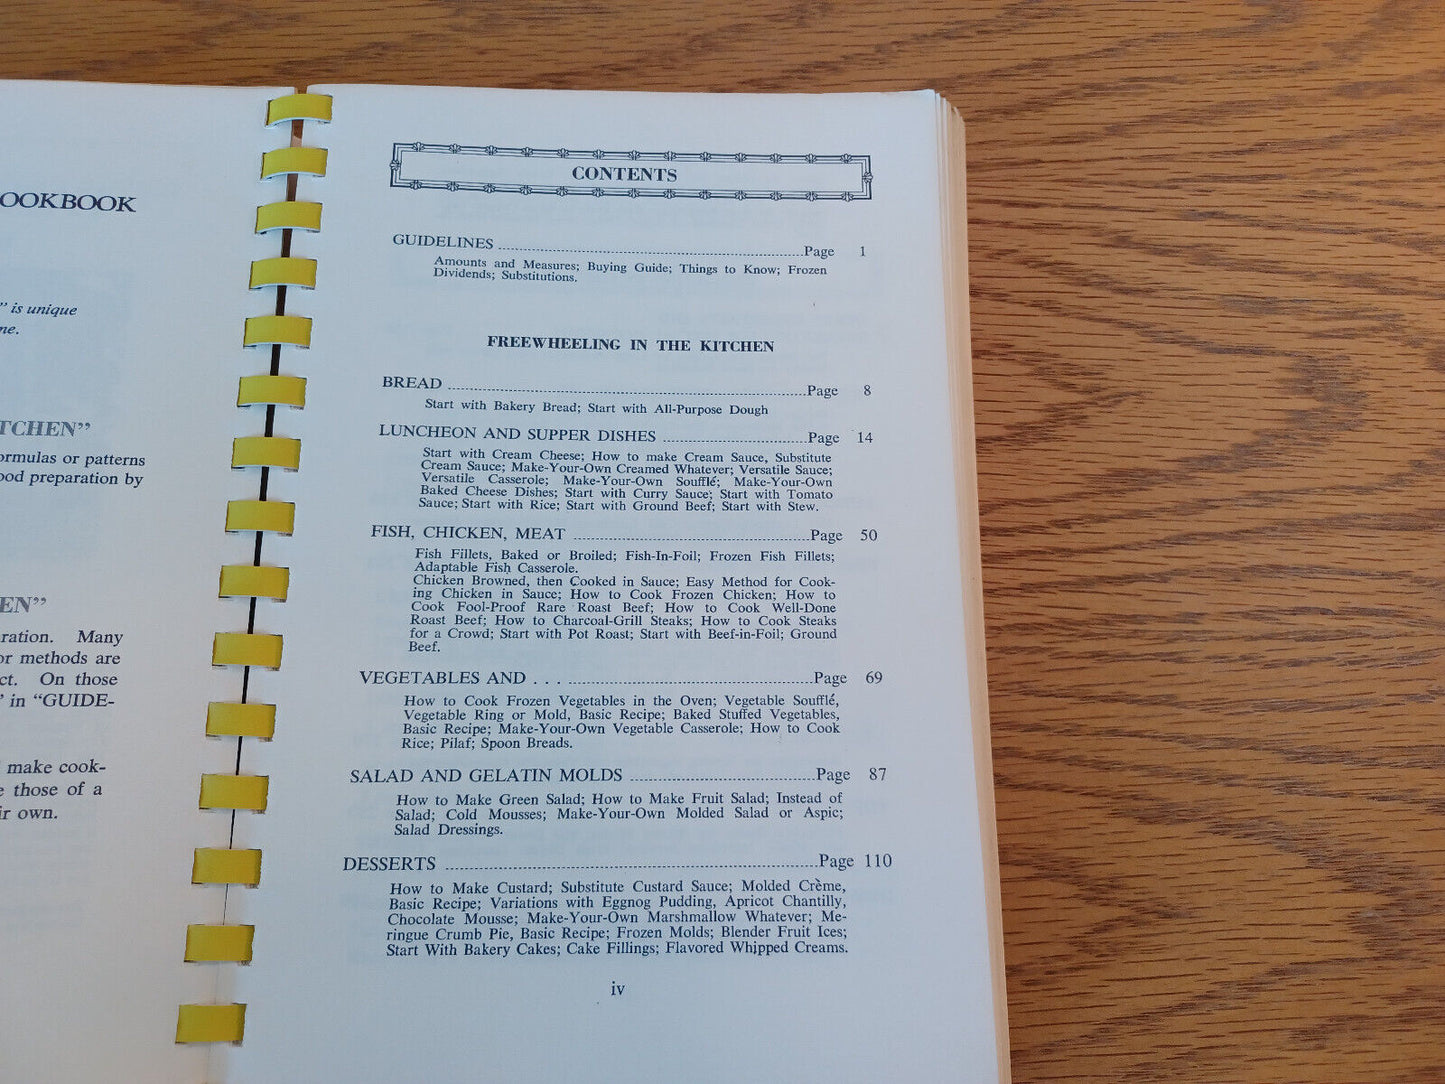 OOKBOOK
” is unique
ne.
TCHEN”
ormulas or patterns
ood preparation by
EN”
ration. Many
or methods are
ct. On those
” in “GUIDE-
make cook-
e those of a
ir own.
CONTENTS
GUIDELINES Page 1
Amounts and Measures; Buying Guide; Things to Know; Frozen
Dividends; Substitutions.
FREEWHEELING IN THE KITCHEN
BREAD Page 8
Start with Bakery Bread; Start with All-Purpose Dough
LUNCHEON AND SUPPER DISHES Page 14
Start with Cream Cheese; How to make Cream Sauce, Substitute
Cream Sauce; Make-Your-Own Creamed Whatever; Versatile Sauce;
Versatile Casserole; Make-Your-Own Soufflé; Make-Your-Own
Baked Cheese Dishes; Start with Curry Sauce; Start with Tomato
Sauce; Start with Rice; Start with Ground Beef; Start with Stew.
FISH, CHICKEN, MEAT Page 50
Fish Fillets, Baked or Broiled; Fish-In-Foil; Frozen Fish Fillets;
Adaptable Fish Casserole.
Chicken Browned, then Cooked in Sauce; Easy Method for Cook-
ing Chicken in Sauce; How to Cook Frozen Chicken; How to
Cook Fool-Proof Rare Roast Beef; How to Cook Well-Done
Roast Beef; How to Charcoal-Grill Steaks; How to Cook Steaks
for a Crowd; Start with Pot Roast; Start with Beef-in-Foil; Ground
Beef.
VEGETABLES AND . . . Page 69
How to Cook Frozen Vegetables in the Oven; Vegetable Soufflé,
Vegetable Ring or Mold, Basic Recipe; Baked Stuffed Vegetables,
Basic Recipe; Make-Your-Own Vegetable Casserole; How to Cook
Rice; Pilaf; Spoon Breads.
SALAD AND GELATIN MOLDS Page 87
How to Make Green Salad; How to Make Fruit Salad; Instead of
Salad; Cold Mousses; Make-Your-Own Molded Salad or Aspic;
Salad Dressings.
DESSERTS Page 110
How to Make Custard; Substitute Custard Sauce; Molded Crème,
Basic Recipe; Variations with Eggnog Pudding, Apricot Chantilly,
Chocolate Mousse; Make-Your-Own Marshmallow Whatever; Me-
ringue Crumb Pie, Basic Recipe; Frozen Molds; Blender Fruit Ices;
Start With Bakery Cakes; Cake Fillings; Flavored Whipped Creams.
iv